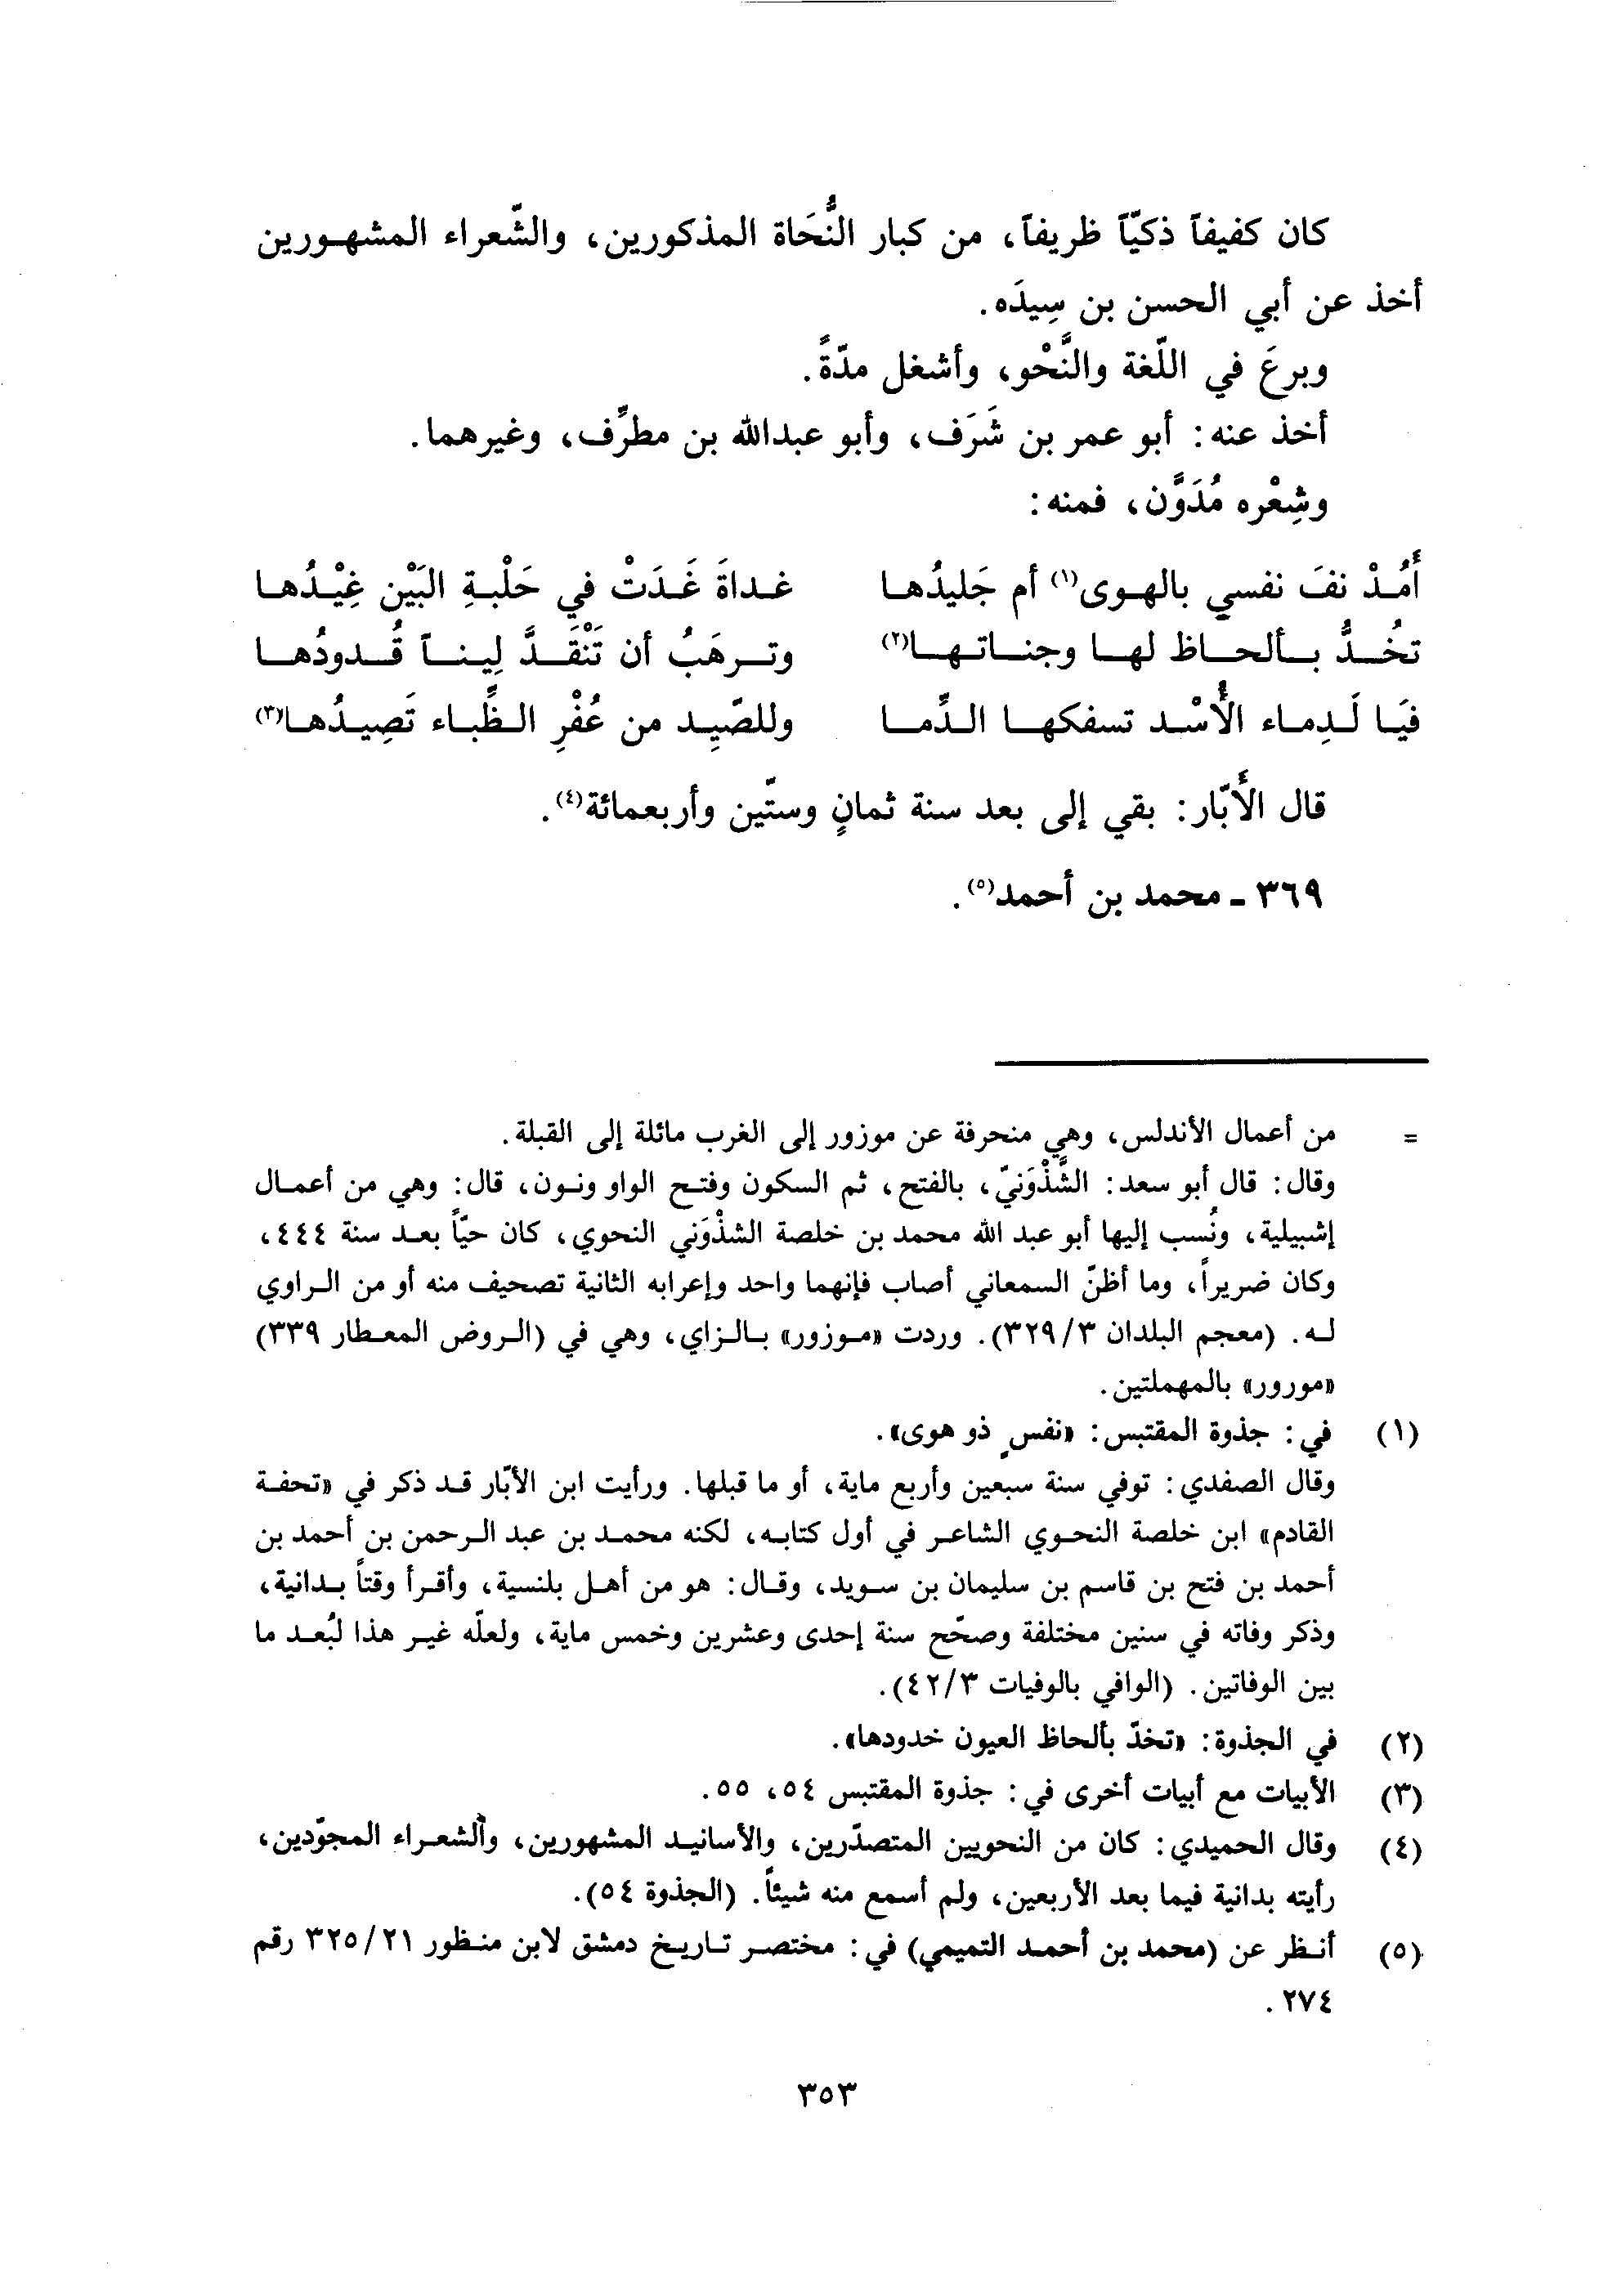 كان كفيفاً ذكيّاً ظريفاً، من كبار النُّحَاة المذكورين، والشّعراء المشهورين
أخذ عن أبي الحسن بن سِيدَه.
وبرعَ في اللّغة والنَّحْو، وأشغل مدّةً.
أخذ عنه: أبو عمر بن شَرَف، وأبو عبدالله بن مطرِّف، وغيرهما.
وشِعْره مُدَوَّن، فمنه:
أَمُدْ نفَ نفسي بالهوى(١) أم جَليدُها غداةَ غَدَتْ في حَلْبةِ البَيْن غِيْدُها
تخُدُّ بألحاظ لها وجناتها(٢) وترهَبُ أن تَنْقَدَّ لِيناً قُدودُها
فيَا لَدِماء الأُسْد تسفكها الدِّما وللصّيِد من عُفْرِ الظِّباء تَصِيدُها(٣)
قال الأَبّار: بقي إلى بعد سنة ثمانٍ وستّين وأربعمائة(٤).
٣٦٩ ـ محمد بن أحمد(٥).
= من أعمال الأندلس، وهي منحرفة عن موزور إلى الغرب مائلة إلى القبلة.
وقال: قال أبو سعد: الشَّذْوَنيّ، بالفتح، ثم السكون وفتح الواو ونون، قال: وهي من أعمال
إشبيلية، ونُسب إليها أبو عبد الله محمد بن خلصة الشذْوَني النحوي، كان حيّاً بعد سنة ٤٤٤،
وكان ضريراً، وما أظنّ السمعاني أصاب فإنهما واحد وإعرابه الثانية تصحيف منه أو من الراوي
له. (معجم البلدان ٣٢٩/٣). وردت «موزور» بالزاي، وهي في (الروض المعطار ٣٣٩)
«مورور» بالمهملتين.
(١) في: جذوة المقتبس: «نفسٍ ذو هوى».
وقال الصفدي: توفي سنة سبعين وأربع ماية، أو ما قبلها. ورأيت ابن الأبّار قد ذكر في «تحفة
القادم» ابن خلصة النحوي الشاعر في أول كتابه، لكنه محمد بن عبد الرحمن بن أحمد بن
أحمد بن فتح بن قاسم بن سليمان بن سويد، وقال: هو من أهل بلنسية، وأقرأ وقتاً بدانية،
وذكر وفاته في سنين مختلفة وصحّح سنة إحدى وعشرين وخمس ماية، ولعلّه غير هذا لبُعد ما
بين الوفاتين. (الوافي بالوفيات ٤٢/٣).
(٢) في الجذوة: «تخدّ بألحاظ العيون خدودها».
(٣) الأبيات مع أبيات أخرى في: جذوة المقتبس ٥٤، ٥٥.
(٤) وقال الحميدي: كان من النحويين المتصدّرين، والأسانيد المشهورين، وألشعراء المجوّدين،
رأيته بدانية فيما بعد الأربعين، ولم أسمع منه شيئاً. (الجذوة ٥٤).
(٥) أنظر عن (محمد بن أحمد التميمي) في: مختصر تاريخ دمشق لابن منظور ٣٢٥/٢١ رقم
٢٧٤.
٣٥٣